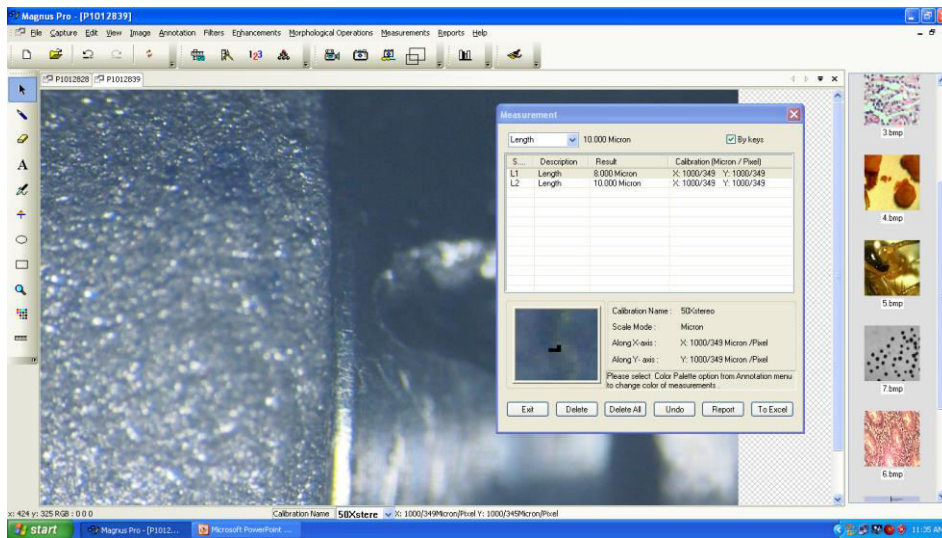 Magnus Pro - [P1012839]
File Capture Edit View Image Annotation Filters Enhancements Morphological Operations Measurements Reports Help
123
P1012828 P1012839
A
Measurement
Length 10.000 Micron By keys
S... Description Result Calibration (Micron / Pixel)
L1 Length 8.000 Micron X: 1000/349 Y: 1000/349
L2 Length 10.000 Micron X: 1000/349 Y: 1000/349
Calibration Name : 50Xstereo
Scale Mode : Micron
Along X-axis : X: 1000/349 Micron /Pixel
Along Y- axis : Y: 1000/349 Micron /Pixel
Please select Color Palette option from Annotation menu
to change color of measurements .
Exit Delete Delete All Undo Report To Excel
3.bmp
4.bmp
5.bmp
7.bmp
6.bmp
x: 424 y: 325 RGB : 0 0 0 Calibration Name 50Xstere X: 1000/349Micron/Pixel Y: 1000/345Micron/Pixel
start Magnus Pro - [P1012... Microsoft PowerPoint ... 11:35 AM